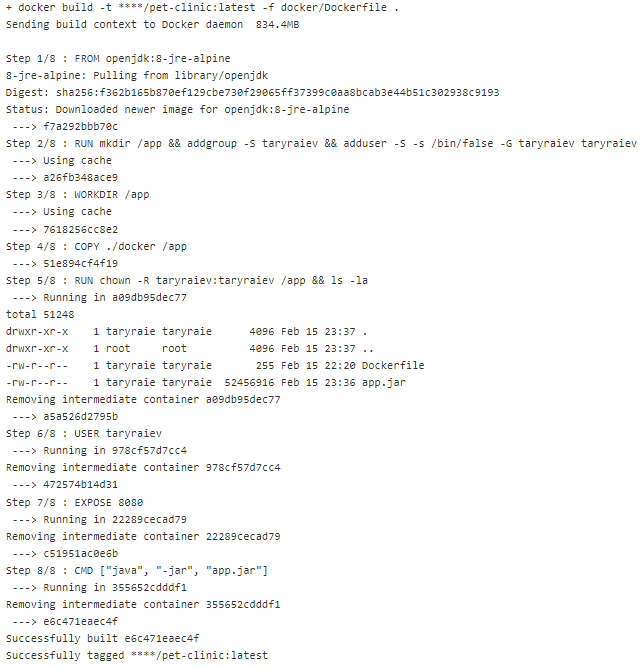 + docker build -t ****/pet-clinic:latest -f docker/Dockerfile .
Sending build context to Docker daemon  834.4MB
Step 1/8 : FROM openjdk:8-jre-alpine
8-jre-alpine: Pulling from library/openjdk
Digest: sha256:f362b165b870ef129cbe730f29065ff37399c0aa8bcab3e44b51c302938c9193
Status: Downloaded newer image for openjdk:8-jre-alpine
 ---> f7a292bbb70c
Step 2/8 : RUN mkdir /app && addgroup -S taryraiev && adduser -S -s /bin/false -G taryraiev taryraiev
 ---> Using cache
 ---> a26fb348ace9
Step 3/8 : WORKDIR /app
 ---> Using cache
 ---> 7618256cc8e2
Step 4/8 : COPY ./docker /app
 ---> 51e894cf4f19
Step 5/8 : RUN chown -R taryraiev:taryraiev /app && ls -la
 ---> Running in a09db95dec77
total 51248
drwxr-xr-x    1 taryraie taryraie      4096 Feb 15 23:37 .
drwxr-xr-x    1 root     root          4096 Feb 15 23:37 ..
-rw-r--r--    1 taryraie taryraie       255 Feb 15 22:20 Dockerfile
-rw-r--r--    1 taryraie taryraie  52456916 Feb 15 23:36 app.jar
Removing intermediate container a09db95dec77
 ---> a5a526d2795b
Step 6/8 : USER taryraiev
 ---> Running in 978cf57d7cc4
Removing intermediate container 978cf57d7cc4
 ---> 472574b14d31
Step 7/8 : EXPOSE 8080
 ---> Running in 22289cecad79
Removing intermediate container 22289cecad79
 ---> c51951ac0e6b
Step 8/8 : CMD ["java", "-jar", "app.jar"]
 ---> Running in 355652cdddf1
Removing intermediate container 355652cdddf1
 ---> e6c471eaec4f
Successfully built e6c471eaec4f
Successfully tagged ****/pet-clinic:latest